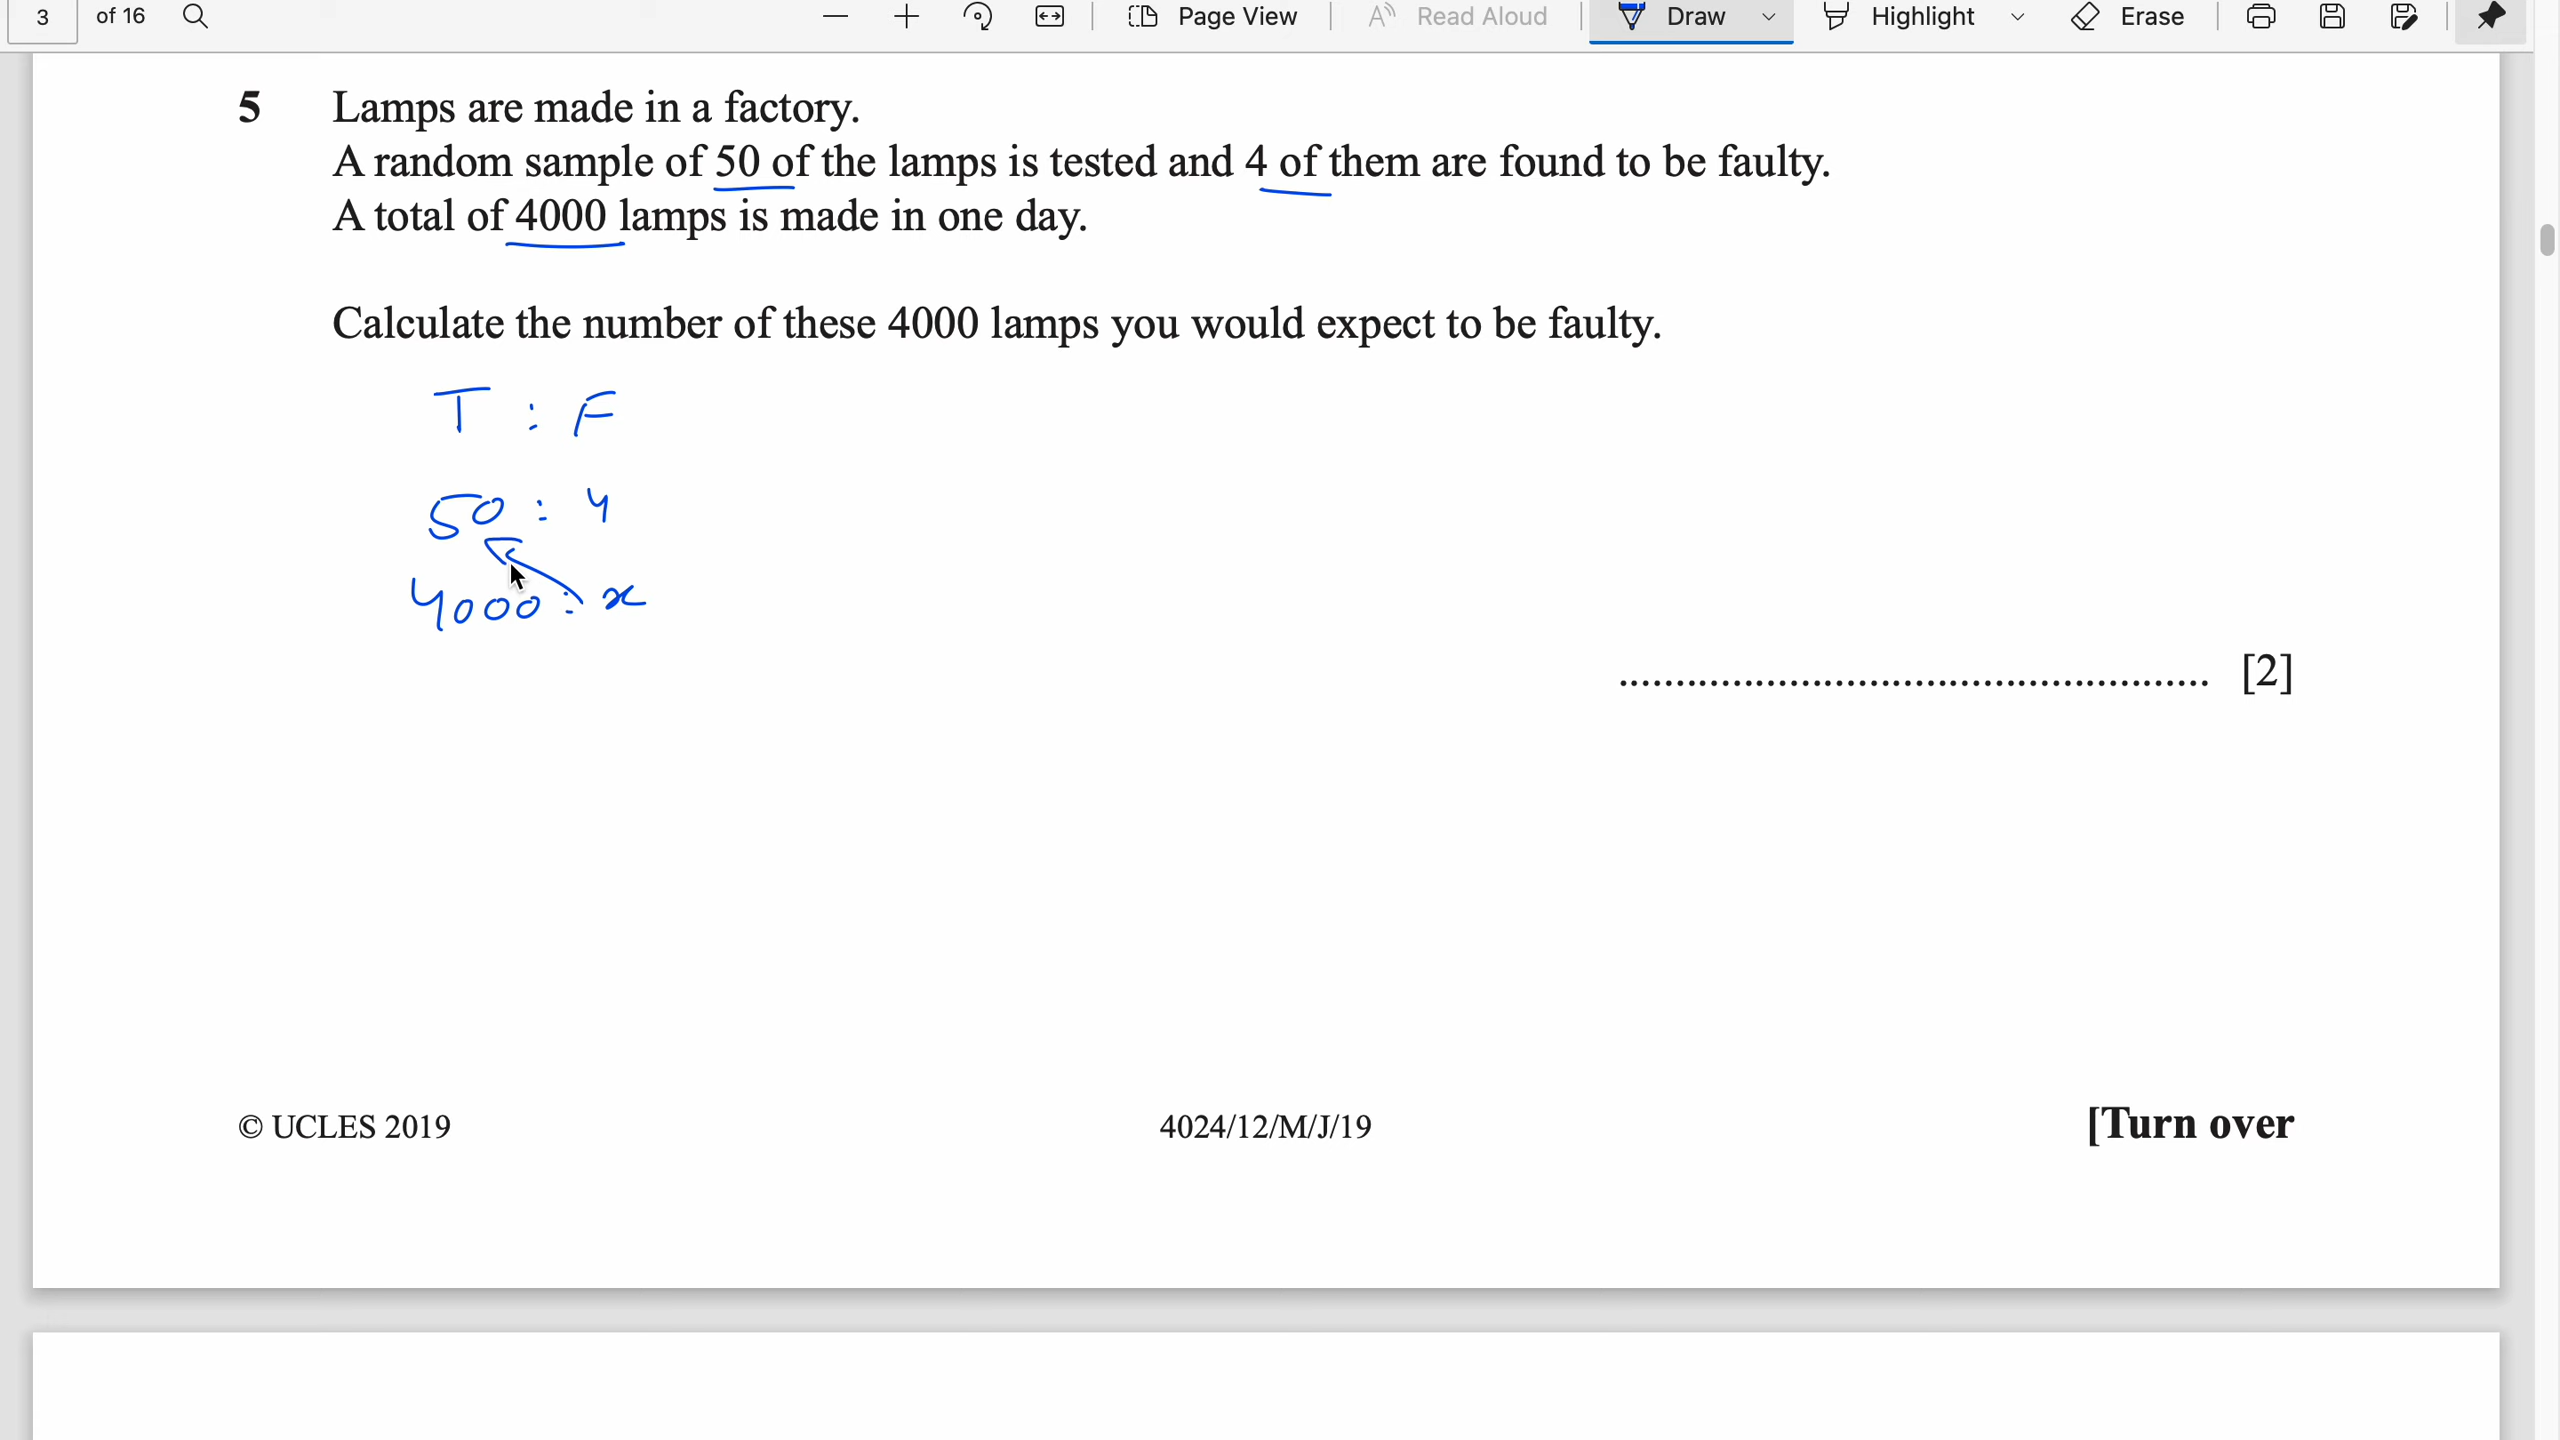 3 of 16 Page View Read Aloud Draw Highlight Erase
5 Lamps are made in a factory.
A random sample of 50 of the lamps is tested and 4 of them are found to be faulty.
A total of 4000 lamps is made in one day.
Calculate the number of these 4000 lamps you would expect to be faulty.
T : F
50 : 4
4000 : x
.................................................... [2]
© UCLES 2019 4024/12/M/J/19 [Turn over